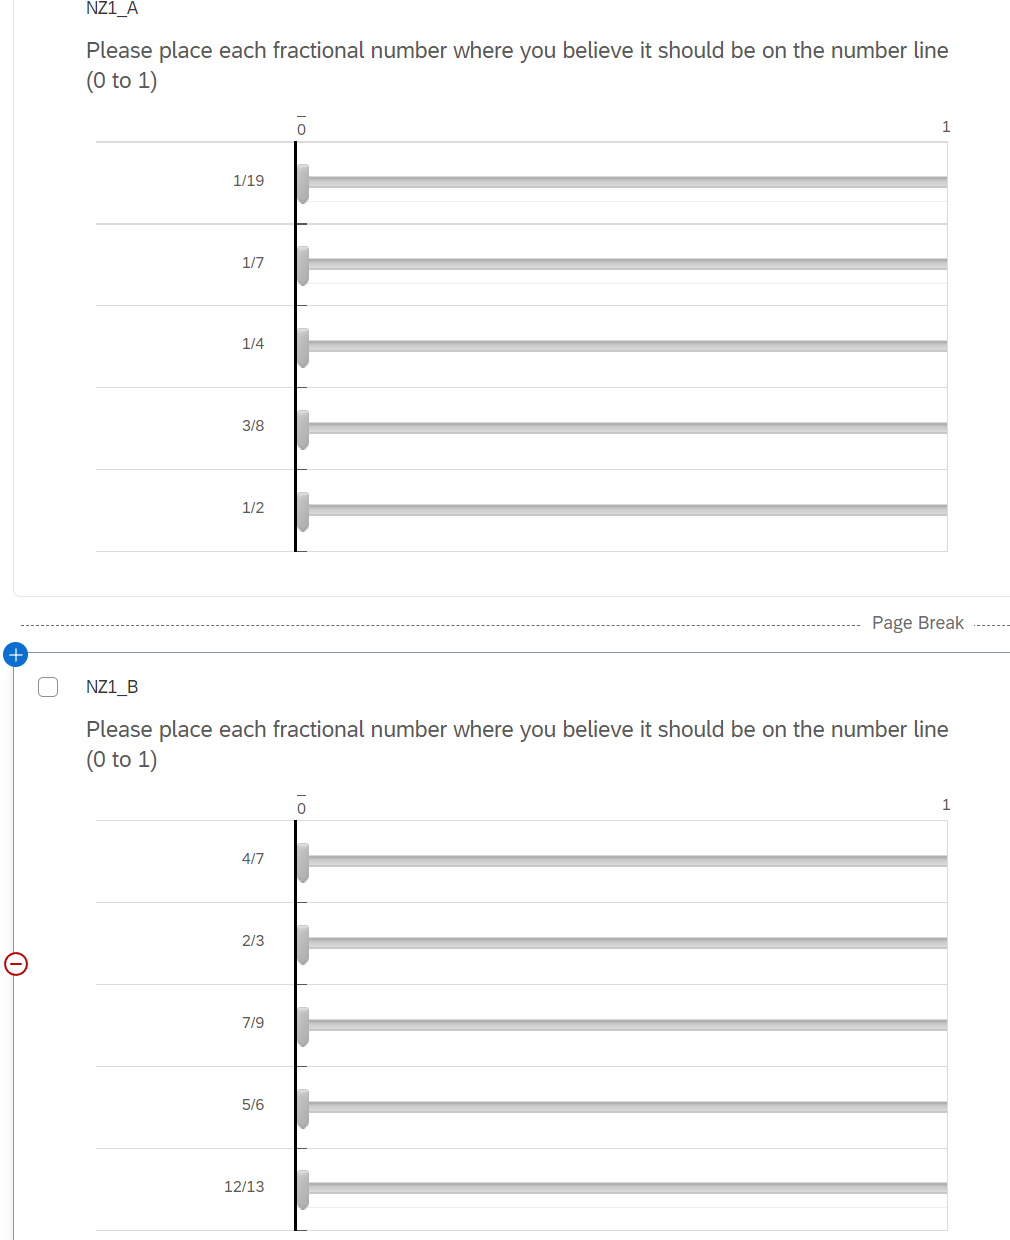 NZ1_A
Please place each fractional number where you believe it should be on the number line
(0 to 1)
0 1
1/19
1/7
1/4
3/8
1/2
Page Break
NZ1_B
Please place each fractional number where you believe it should be on the number line
(0 to 1)
0 1
4/7
2/3
7/9
5/6
12/13